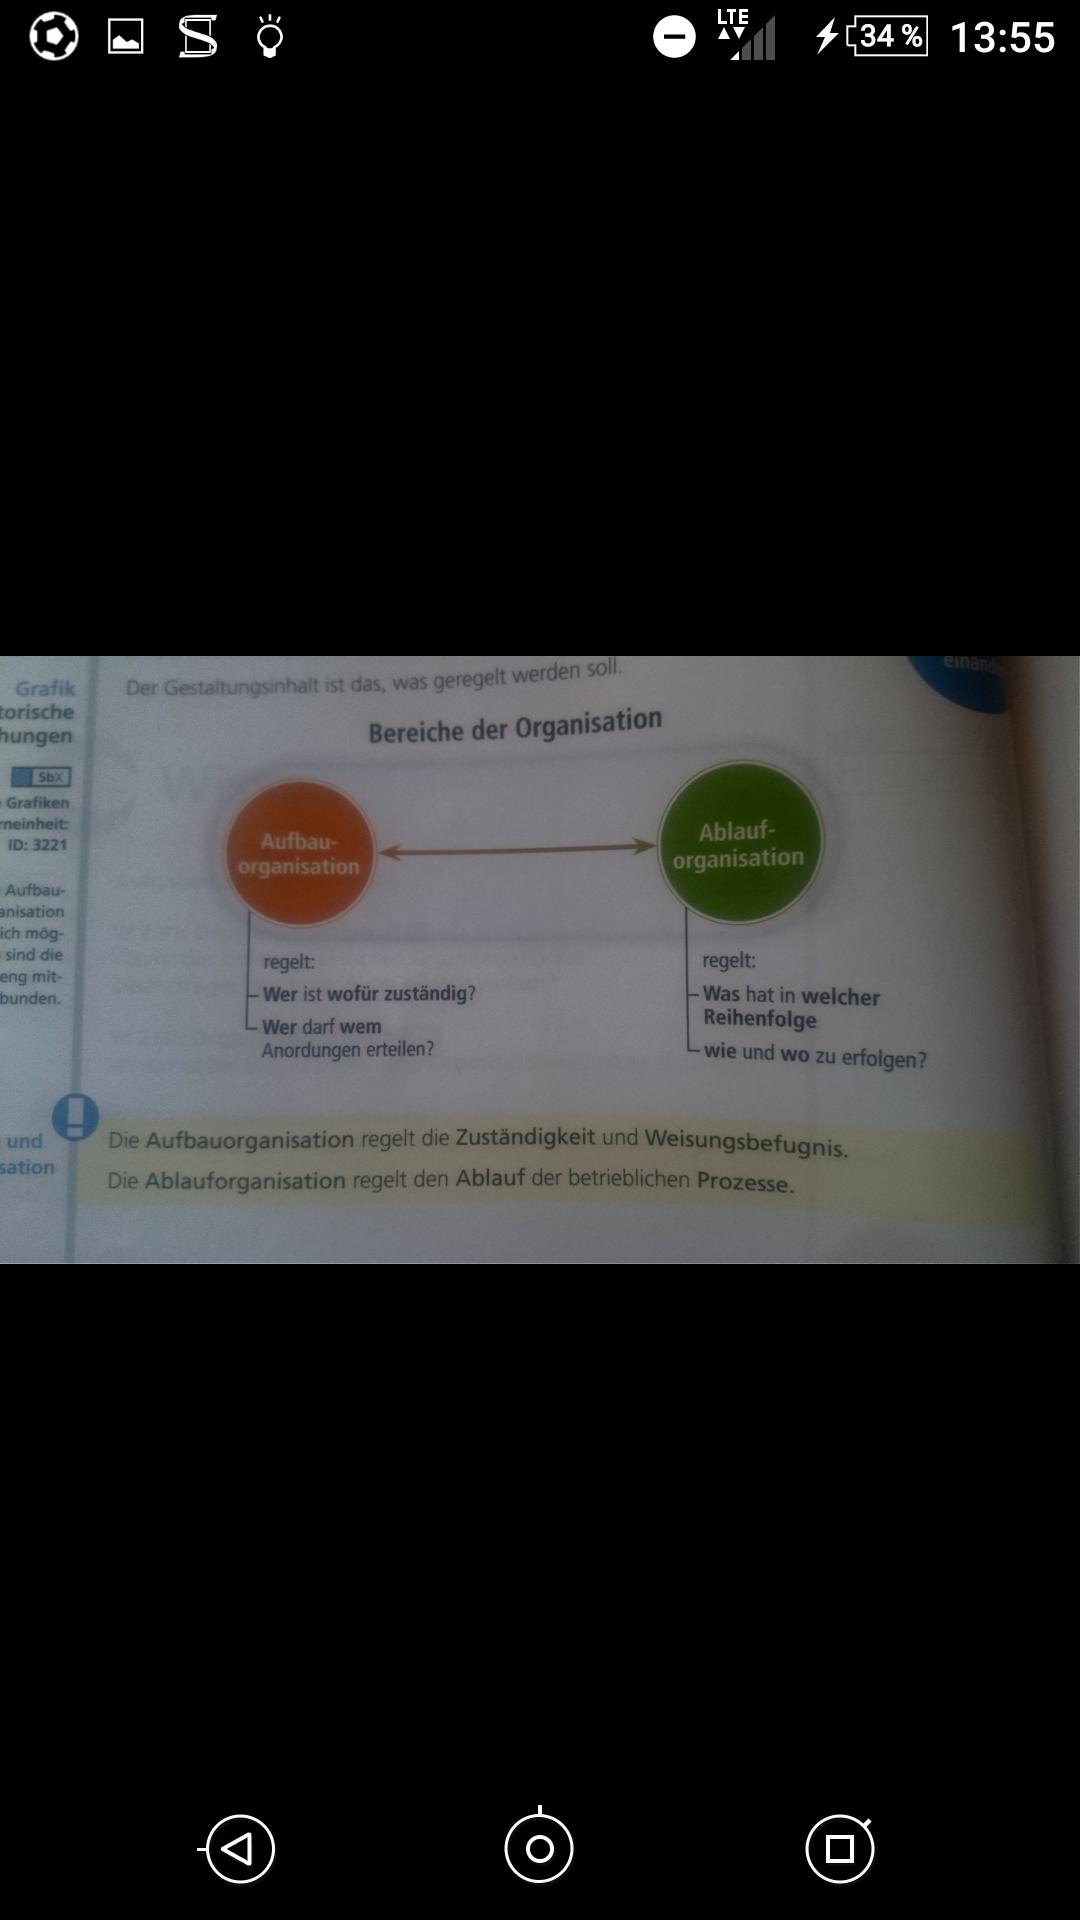 LTE
34 %
13:55
Der Gestaltungsinhalt ist das, was geregelt werden soll.
Bereiche der Organisation
Aufbau-
organisation
Ablauf-
organisation
regelt:
Wer ist wofür zuständig?
Wer darf wem
Anordungen erteilen?
regelt:
Was hat in welcher
Reihenfolge
wie und wo zu erfolgen?
Die Aufbauorganisation regelt die Zuständigkeit und Weisungsbefugnis.
Die Ablauforganisation regelt den Ablauf der betrieblichen Prozesse.
Grafik
torische
hungen
SbX
Grafiken
rneinheit:
ID: 3221
Aufbau-
anisation
ich mög-
sind die
eng mit-
bunden.
und
sation
einand